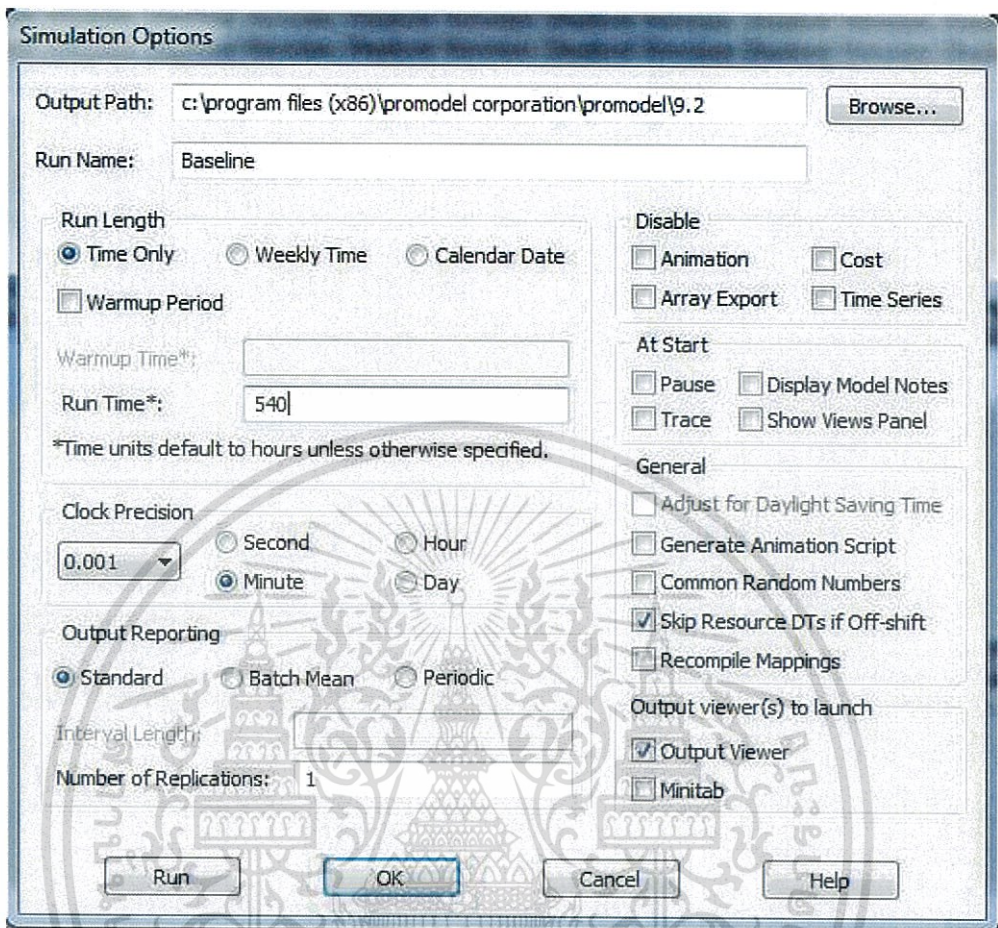 Simulation Options
Output Path: c:\program files (x86)\promodel corporation\promodel\9.2 Browse...
Run Name: Baseline
Run Length
Time Only Weekly Time Calendar Date
Warmup Period
Warmup Time*:
Run Time*: 540
*Time units default to hours unless otherwise specified.
Clock Precision
0.001 Second Hour
Minute Day
Output Reporting
Standard Batch Mean Periodic
Interval Length:
Number of Replications: 1
Disable
Animation Cost
Array Export Time Series
At Start
Pause Display Model Notes
Trace Show Views Panel
General
Adjust for Daylight Saving Time
Generate Animation Script
Common Random Numbers
Skip Resource DTs if Off-shift
Recompile Mappings
Output viewer(s) to launch
Output Viewer
Minitab
Run OK Cancel Help